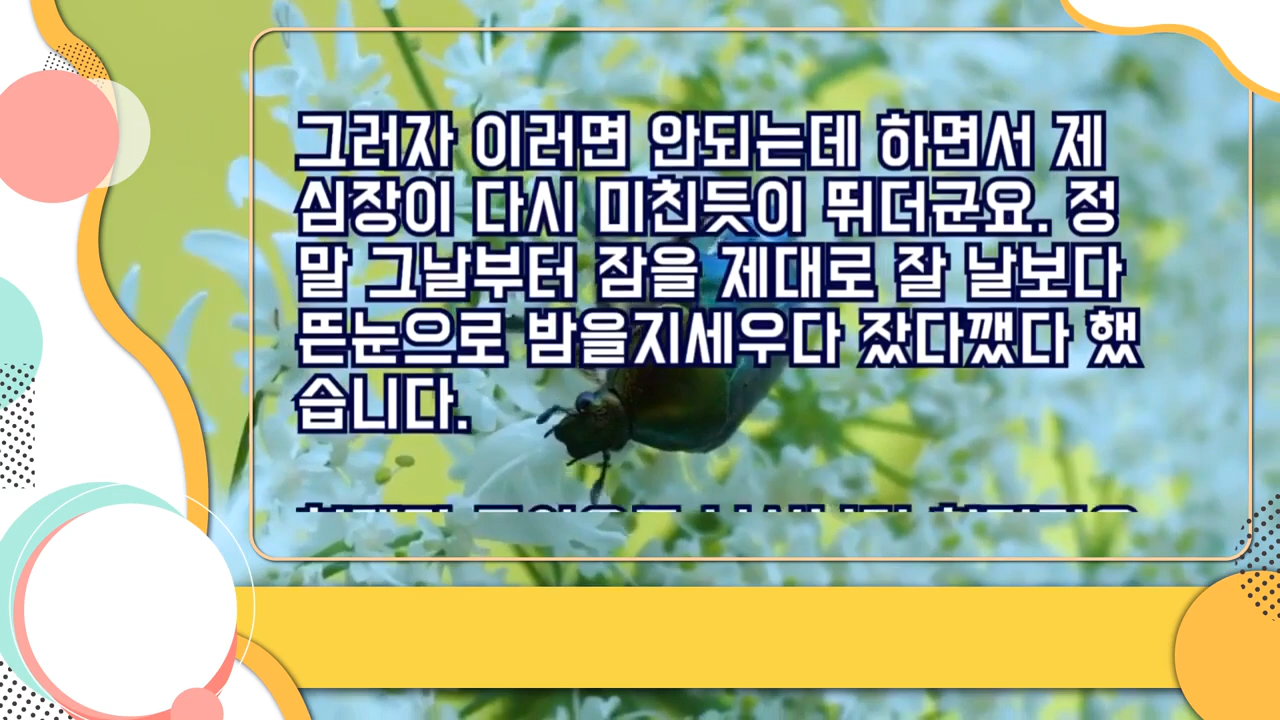 그러자 이러면 안되는데 하면서 제
심장이 다시 미친듯이 뛰더군요. 정
말 그날부터 잠을 제대로 잘 날보다
뜬눈으로 밤을지세우다 잤다깼다 했
습니다.